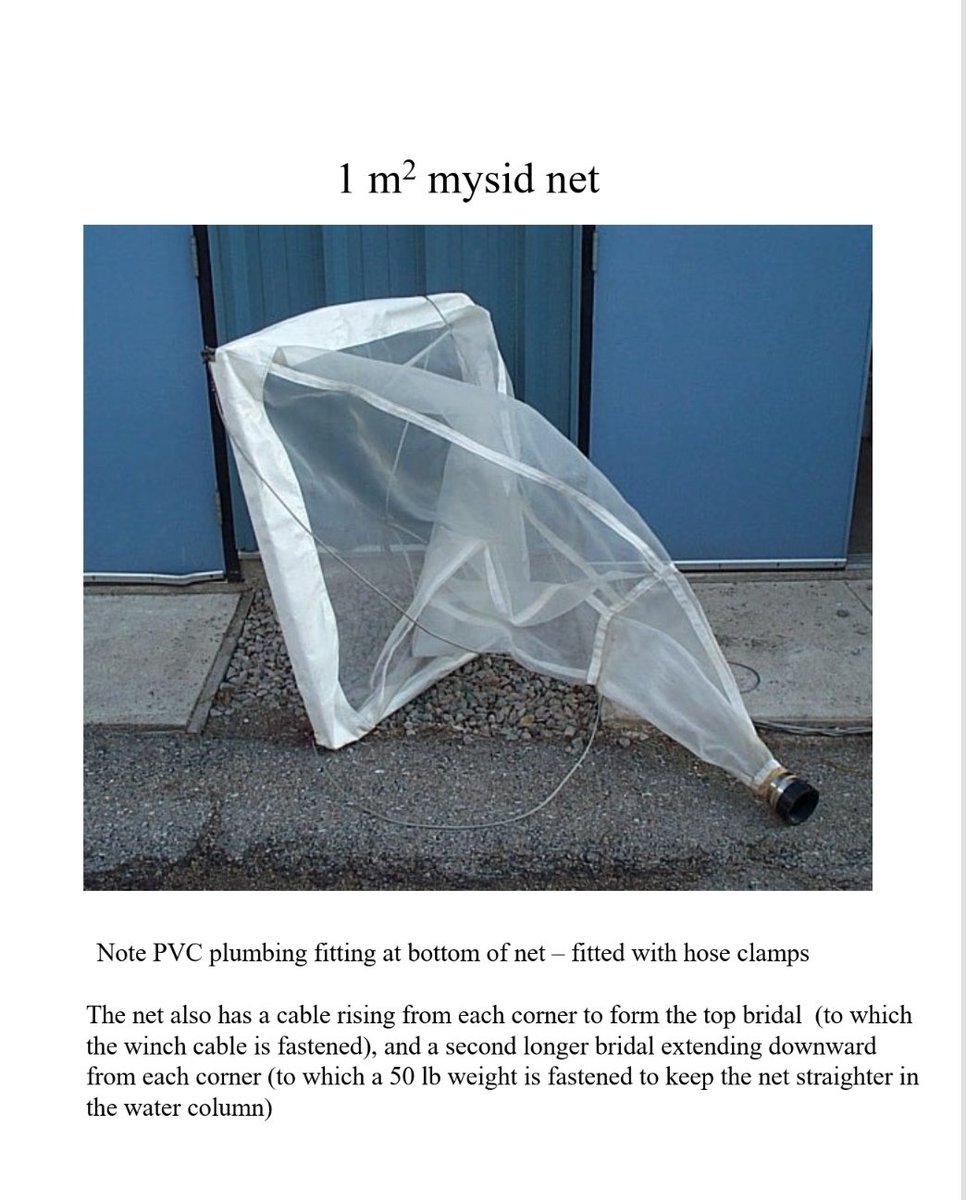 1 m² mysid net
Note PVC plumbing fitting at bottom of net – fitted with hose clamps
The net also has a cable rising from each corner to form the top bridal (to which
the winch cable is fastened), and a second longer bridal extending downward
from each corner (to which a 50 lb weight is fastened to keep the net straighter in
the water column)